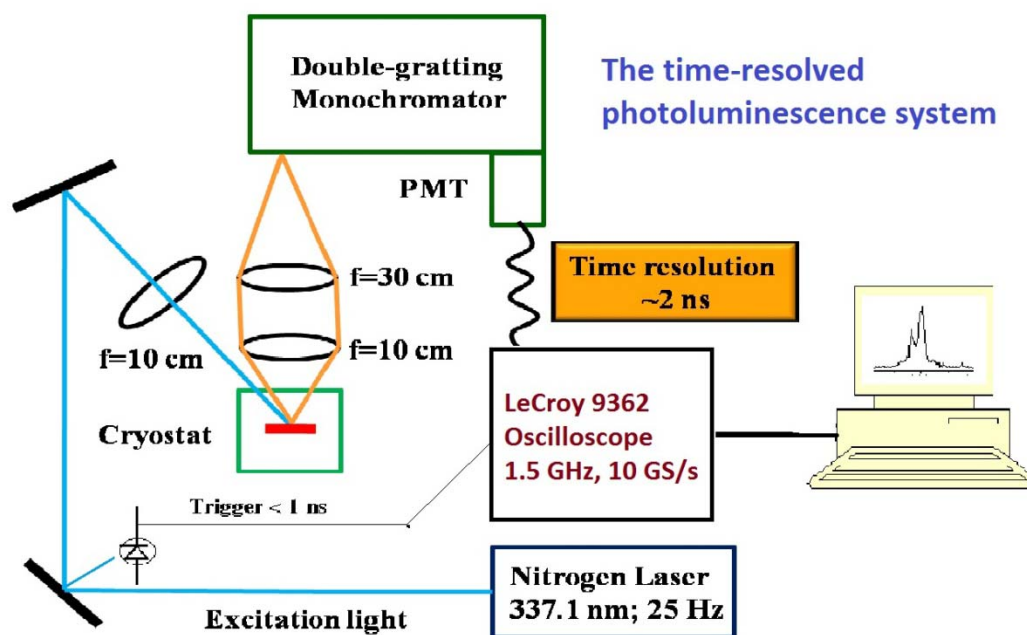 Double-gratting
Monochromator
The time-resolved
photoluminescence system
PMT
f=30 cm
Time resolution
~2 ns
f=10 cm
f=10 cm
LeCroy 9362
Oscilloscope
1.5 GHz, 10 GS/s
Cryostat
Trigger < 1 ns
Nitrogen Laser
337.1 nm; 25 Hz
Excitation light